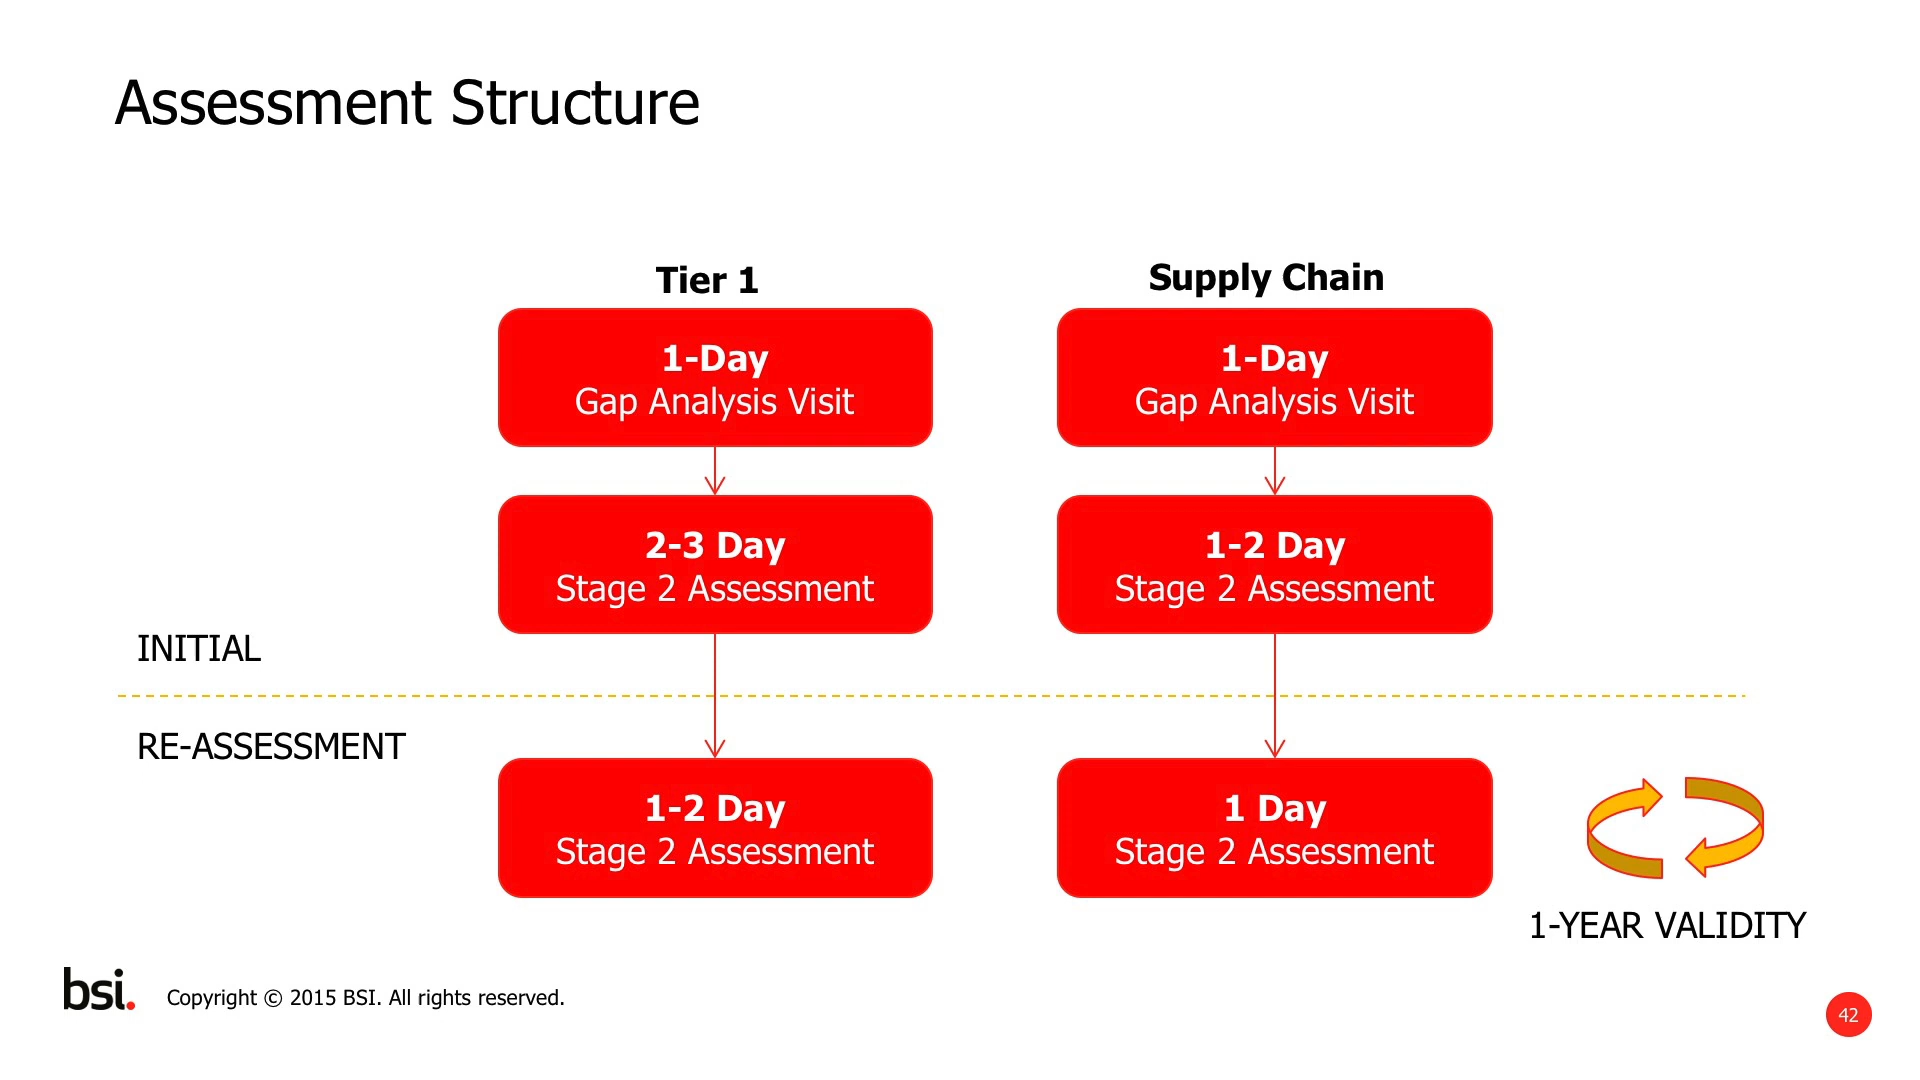 Assessment Structure
Tier 1
Supply Chain
1-Day
Gap Analysis Visit
1-Day
Gap Analysis Visit
2-3 Day
Stage 2 Assessment
1-2 Day
Stage 2 Assessment
INITIAL
RE-ASSESSMENT
1-2 Day
Stage 2 Assessment
1 Day
Stage 2 Assessment
1-YEAR VALIDITY
bsi.
Copyright © 2015 BSI. All rights reserved.
42